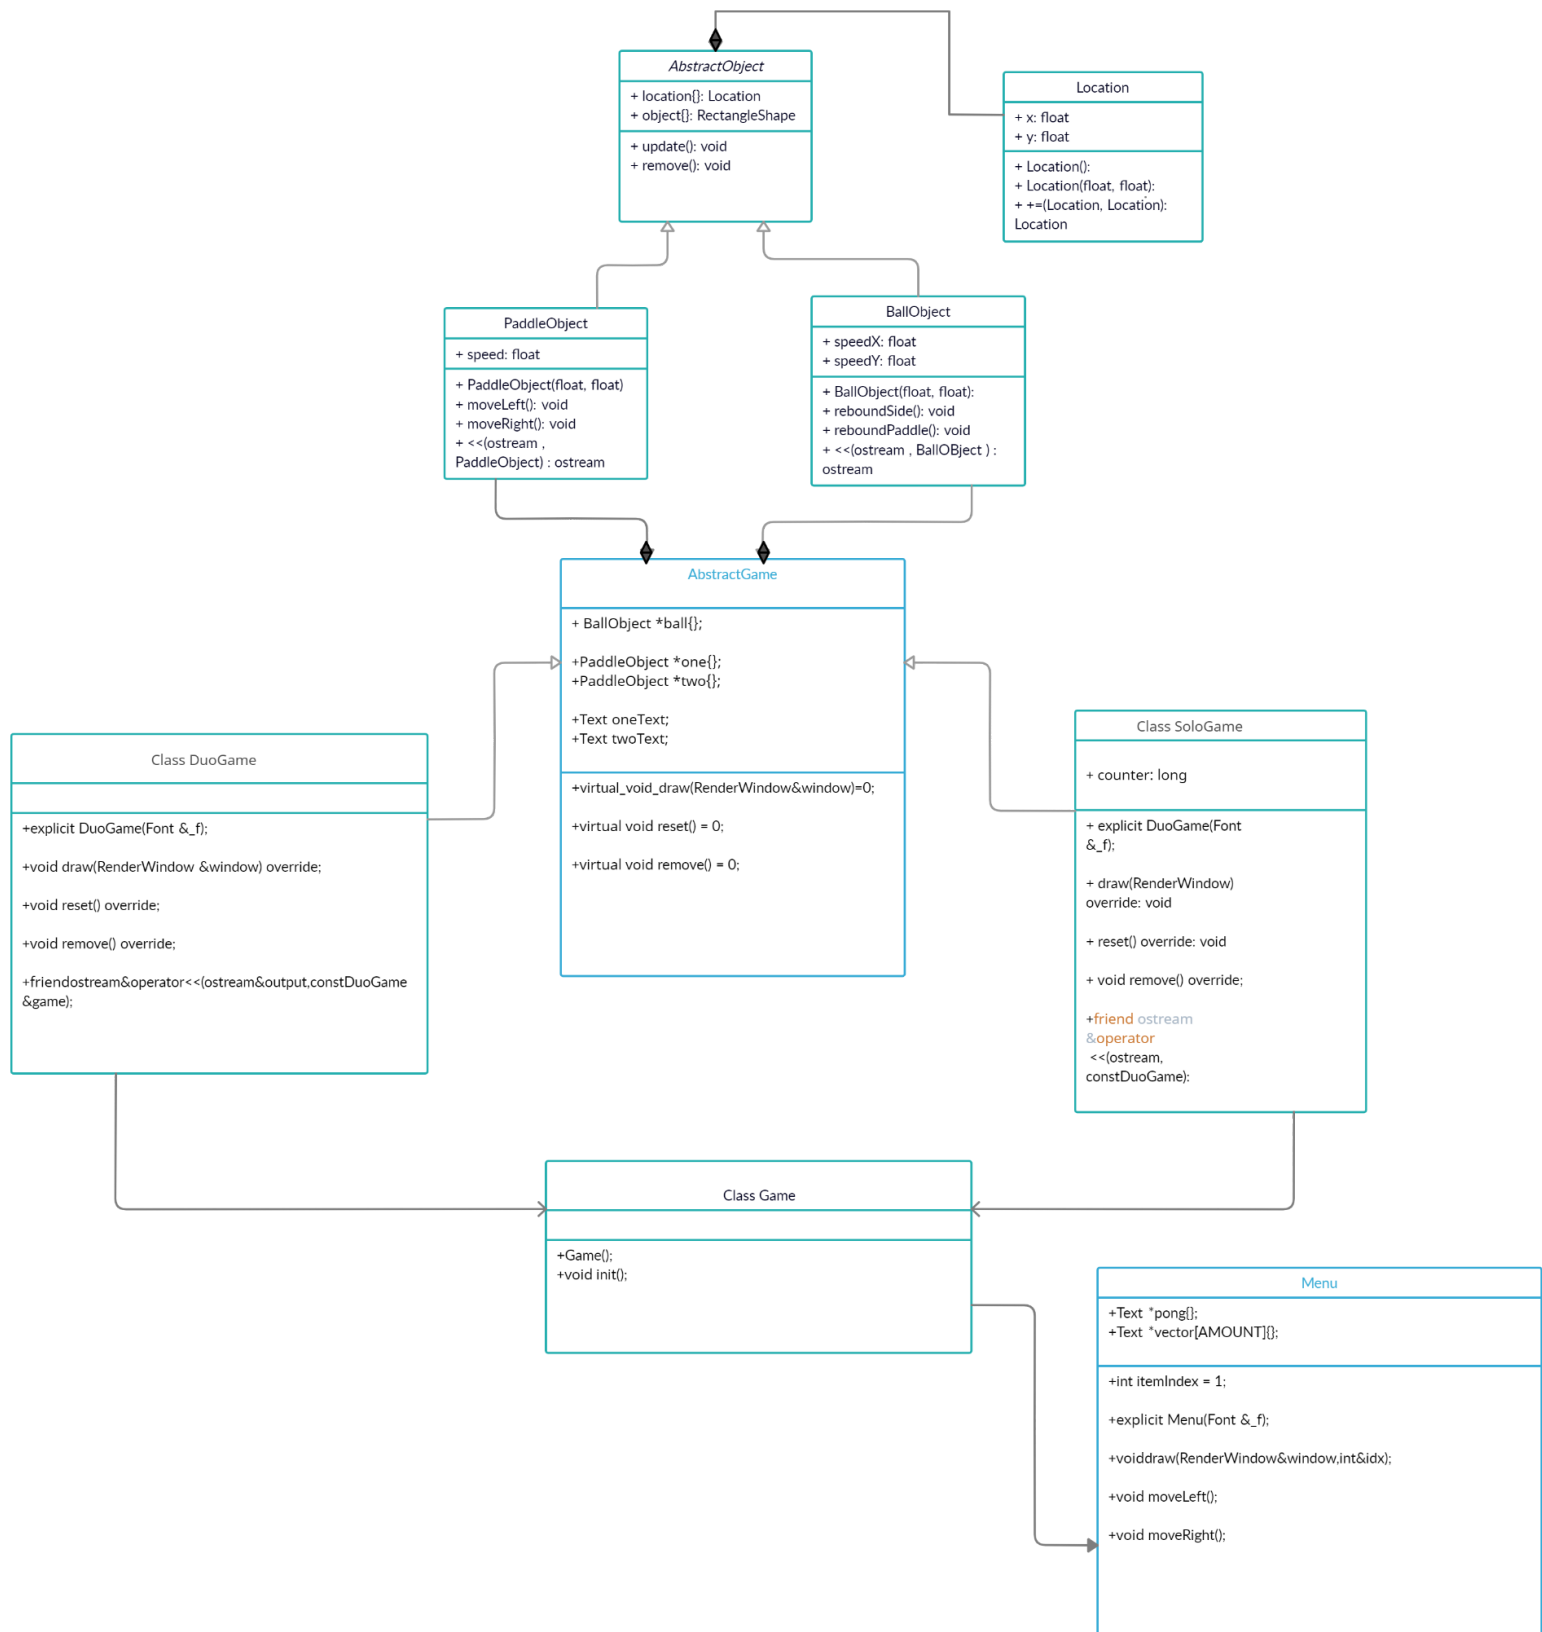 AbstractObject
+ location{}: Location
+ object{}: RectangleShape
+ update(): void
+ remove(): void
Location
+ x: float
+ y: float
+ Location():
+ Location(float, float):
+ +=(Location, Location):
Location
PaddleObject
+ speed: float
+ PaddleObject(float, float)
+ moveLeft(): void
+ moveRight(): void
+ <<(ostream ,
PaddleObject) : ostream
BallObject
+ speedX: float
+ speedY: float
+ BallObject(float, float):
+ reboundSide(): void
+ reboundPaddle(): void
+ <<(ostream , BallOBject ) :
ostream
AbstractGame
+ BallObject *ball{};
+PaddleObject *one{};
+PaddleObject *two{};
+Text oneText;
+Text twoText;
+virtual_void_draw(RenderWindow&window)=0;
+virtual void reset() = 0;
+virtual void remove() = 0;
Class DuoGame
+explicit DuoGame(Font &_f);
+void draw(RenderWindow &window) override;
+void reset() override;
+void remove() override;
+friendostream&operator<<(ostream&output,constDuoGame
&game);
Class SoloGame
+ counter: long
+ explicit DuoGame(Font
&_f);
+ draw(RenderWindow)
override: void
+ reset() override: void
+ void remove() override;
+friend ostream
&operator
<<(ostream,
constDuoGame):
Class Game
+Game();
+void init();
Menu
+Text *pong{};
+Text *vector[AMOUNT]{};
+int itemIndex = 1;
+explicit Menu(Font &_f);
+voiddraw(RenderWindow&window,int&idx);
+void moveLeft();
+void moveRight();